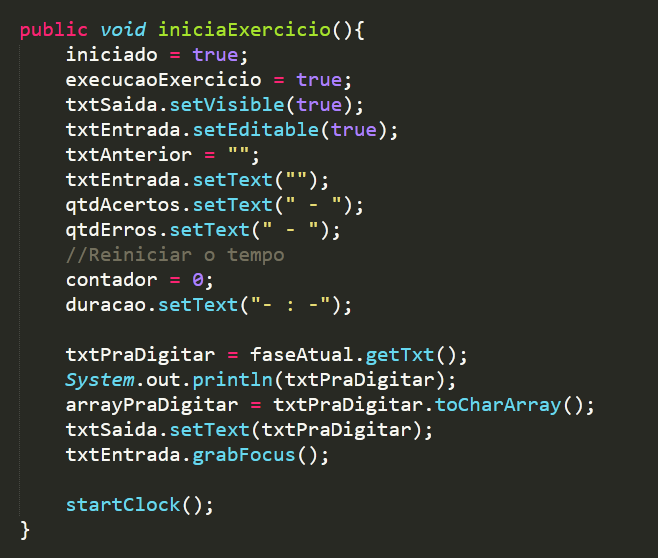 public void iniciaExercicio(){
    iniciado = true;
    execucaoExercicio = true;
    txtSaida.setVisible(true);
    txtEntrada.setEditable(true);
    txtAnterior = "";
    txtEntrada.setText("");
    qtdAcertos.setText(" - ");
    qtdErros.setText(" - ");
    //Reiniciar o tempo
    contador = 0;
    duracao.setText("- : -");

    txtPraDigitar = faseAtual.getTxt();
    System.out.println(txtPraDigitar);
    arrayPraDigitar = txtPraDigitar.toCharArray();
    txtSaida.setText(txtPraDigitar);
    txtEntrada.grabFocus();

    startClock();
}